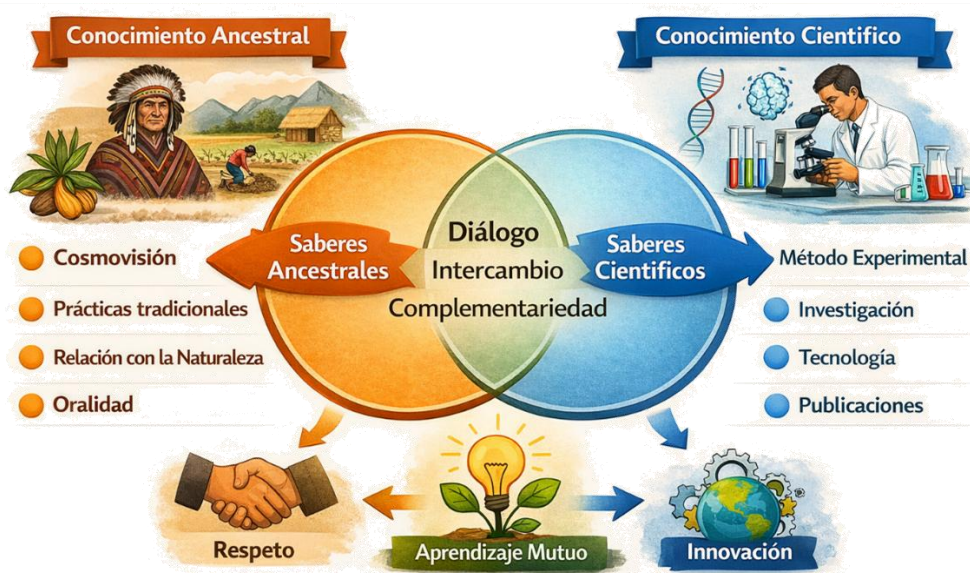 Conocimiento Ancestral
Conocimiento Científico
Saberes
Ancestrales
Diálogo
Intercambio
Complementariedad
Saberes
Científicos
Cosmovisión
Prácticas tradicionales
Relación con la Naturaleza
Oralidad
Método Experimental
Investigación
Tecnología
Publicaciones
Respeto
Aprendizaje Mutuo
Innovación